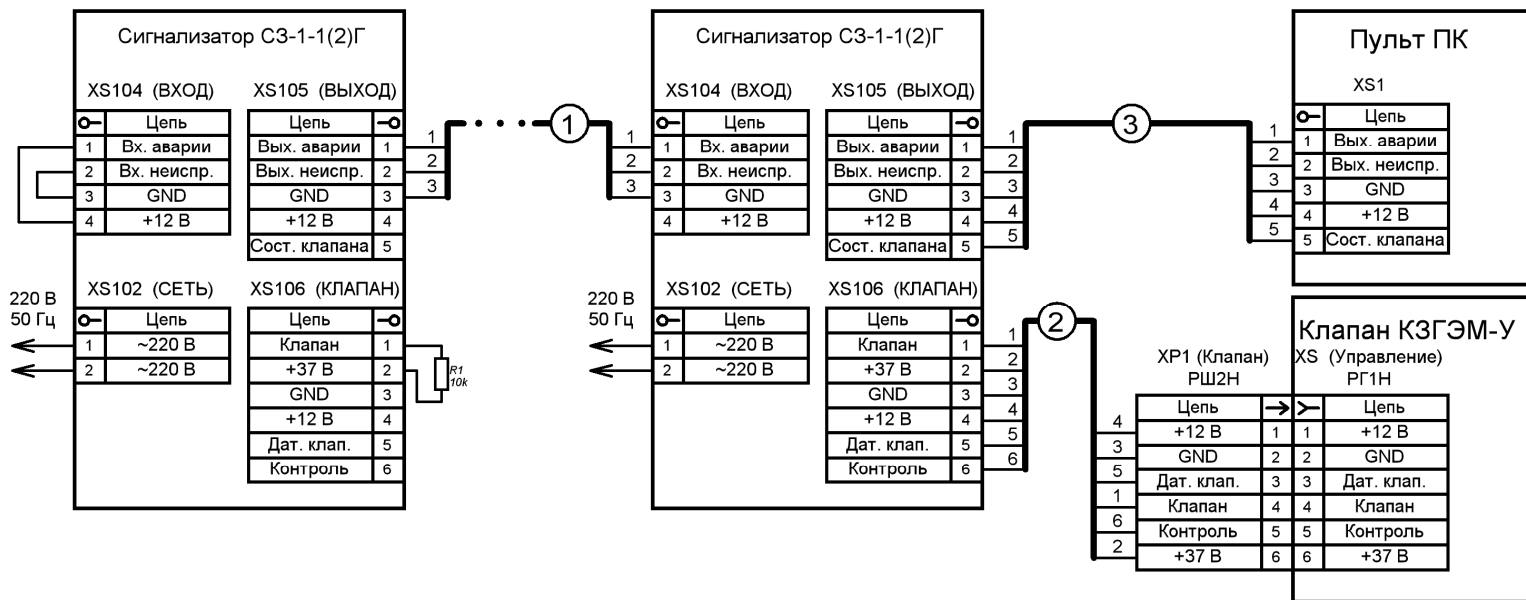 Сигнализатор СЗ-1-1(2)Г
XS104 (ВХОД)
Цепь
1 Вх. аварии
2 Вх. неиспр.
3 GND
4 +12 В
XS105 (ВЫХОД)
Цепь
Вых. аварии 1
Вых. неиспр. 2
GND 3
+12 В 4
Сост. клапана 5
1
2
3
220 В
50 Гц
XS102 (СЕТЬ)
Цепь
1 ~220 В
2 ~220 В
XS106 (КЛАПАН)
Цепь
Клапан 1
+37 В 2
GND 3
+12 В 4
Дат. клап. 5
Контроль 6
R1
10k
1
Сигнализатор СЗ-1-1(2)Г
1
2
3
XS104 (ВХОД)
Цепь
1 Вх. аварии
2 Вх. неиспр.
3 GND
4 +12 В
XS105 (ВЫХОД)
Цепь
Вых. аварии 1
Вых. неиспр. 2
GND 3
+12 В 4
Сост. клапана 5
1
2
3
4
5
220 В
50 Гц
XS102 (СЕТЬ)
Цепь
1 ~220 В
2 ~220 В
XS106 (КЛАПАН)
Цепь
Клапан 1
+37 В 2
GND 3
+12 В 4
Дат. клап. 5
Контроль 6
1
2
3
4
5
6
3
Пульт ПК
XS1
1
2
3
4
5
Цепь
1 Вых. аварии
2 Вых. неиспр.
3 GND
4 +12 В
5 Сост. клапана
2
Клапан КЗГЭМ-У
XP1 (Клапан)
РШ2Н
XS (Управление)
РГ1Н
4
3
5
1
6
2
Цепь Цепь
+12 В 1 1 +12 В
GND 2 2 GND
Дат. клап. 3 3 Дат. клап.
Клапан 4 4 Клапан
Контроль 5 5 Контроль
+37 В 6 6 +37 В